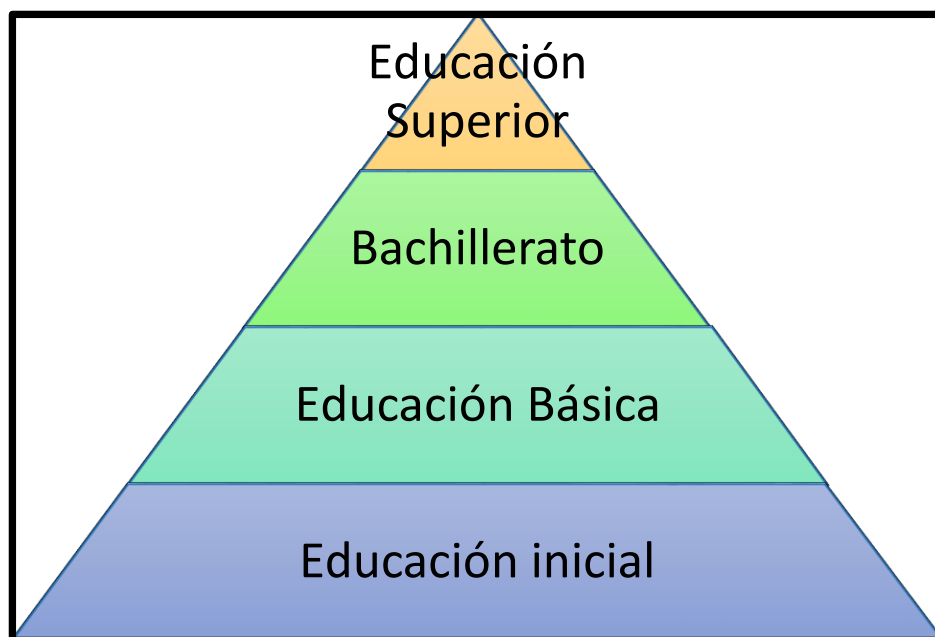 Educación
Superior
Bachillerato
Educación Básica
Educación inicial